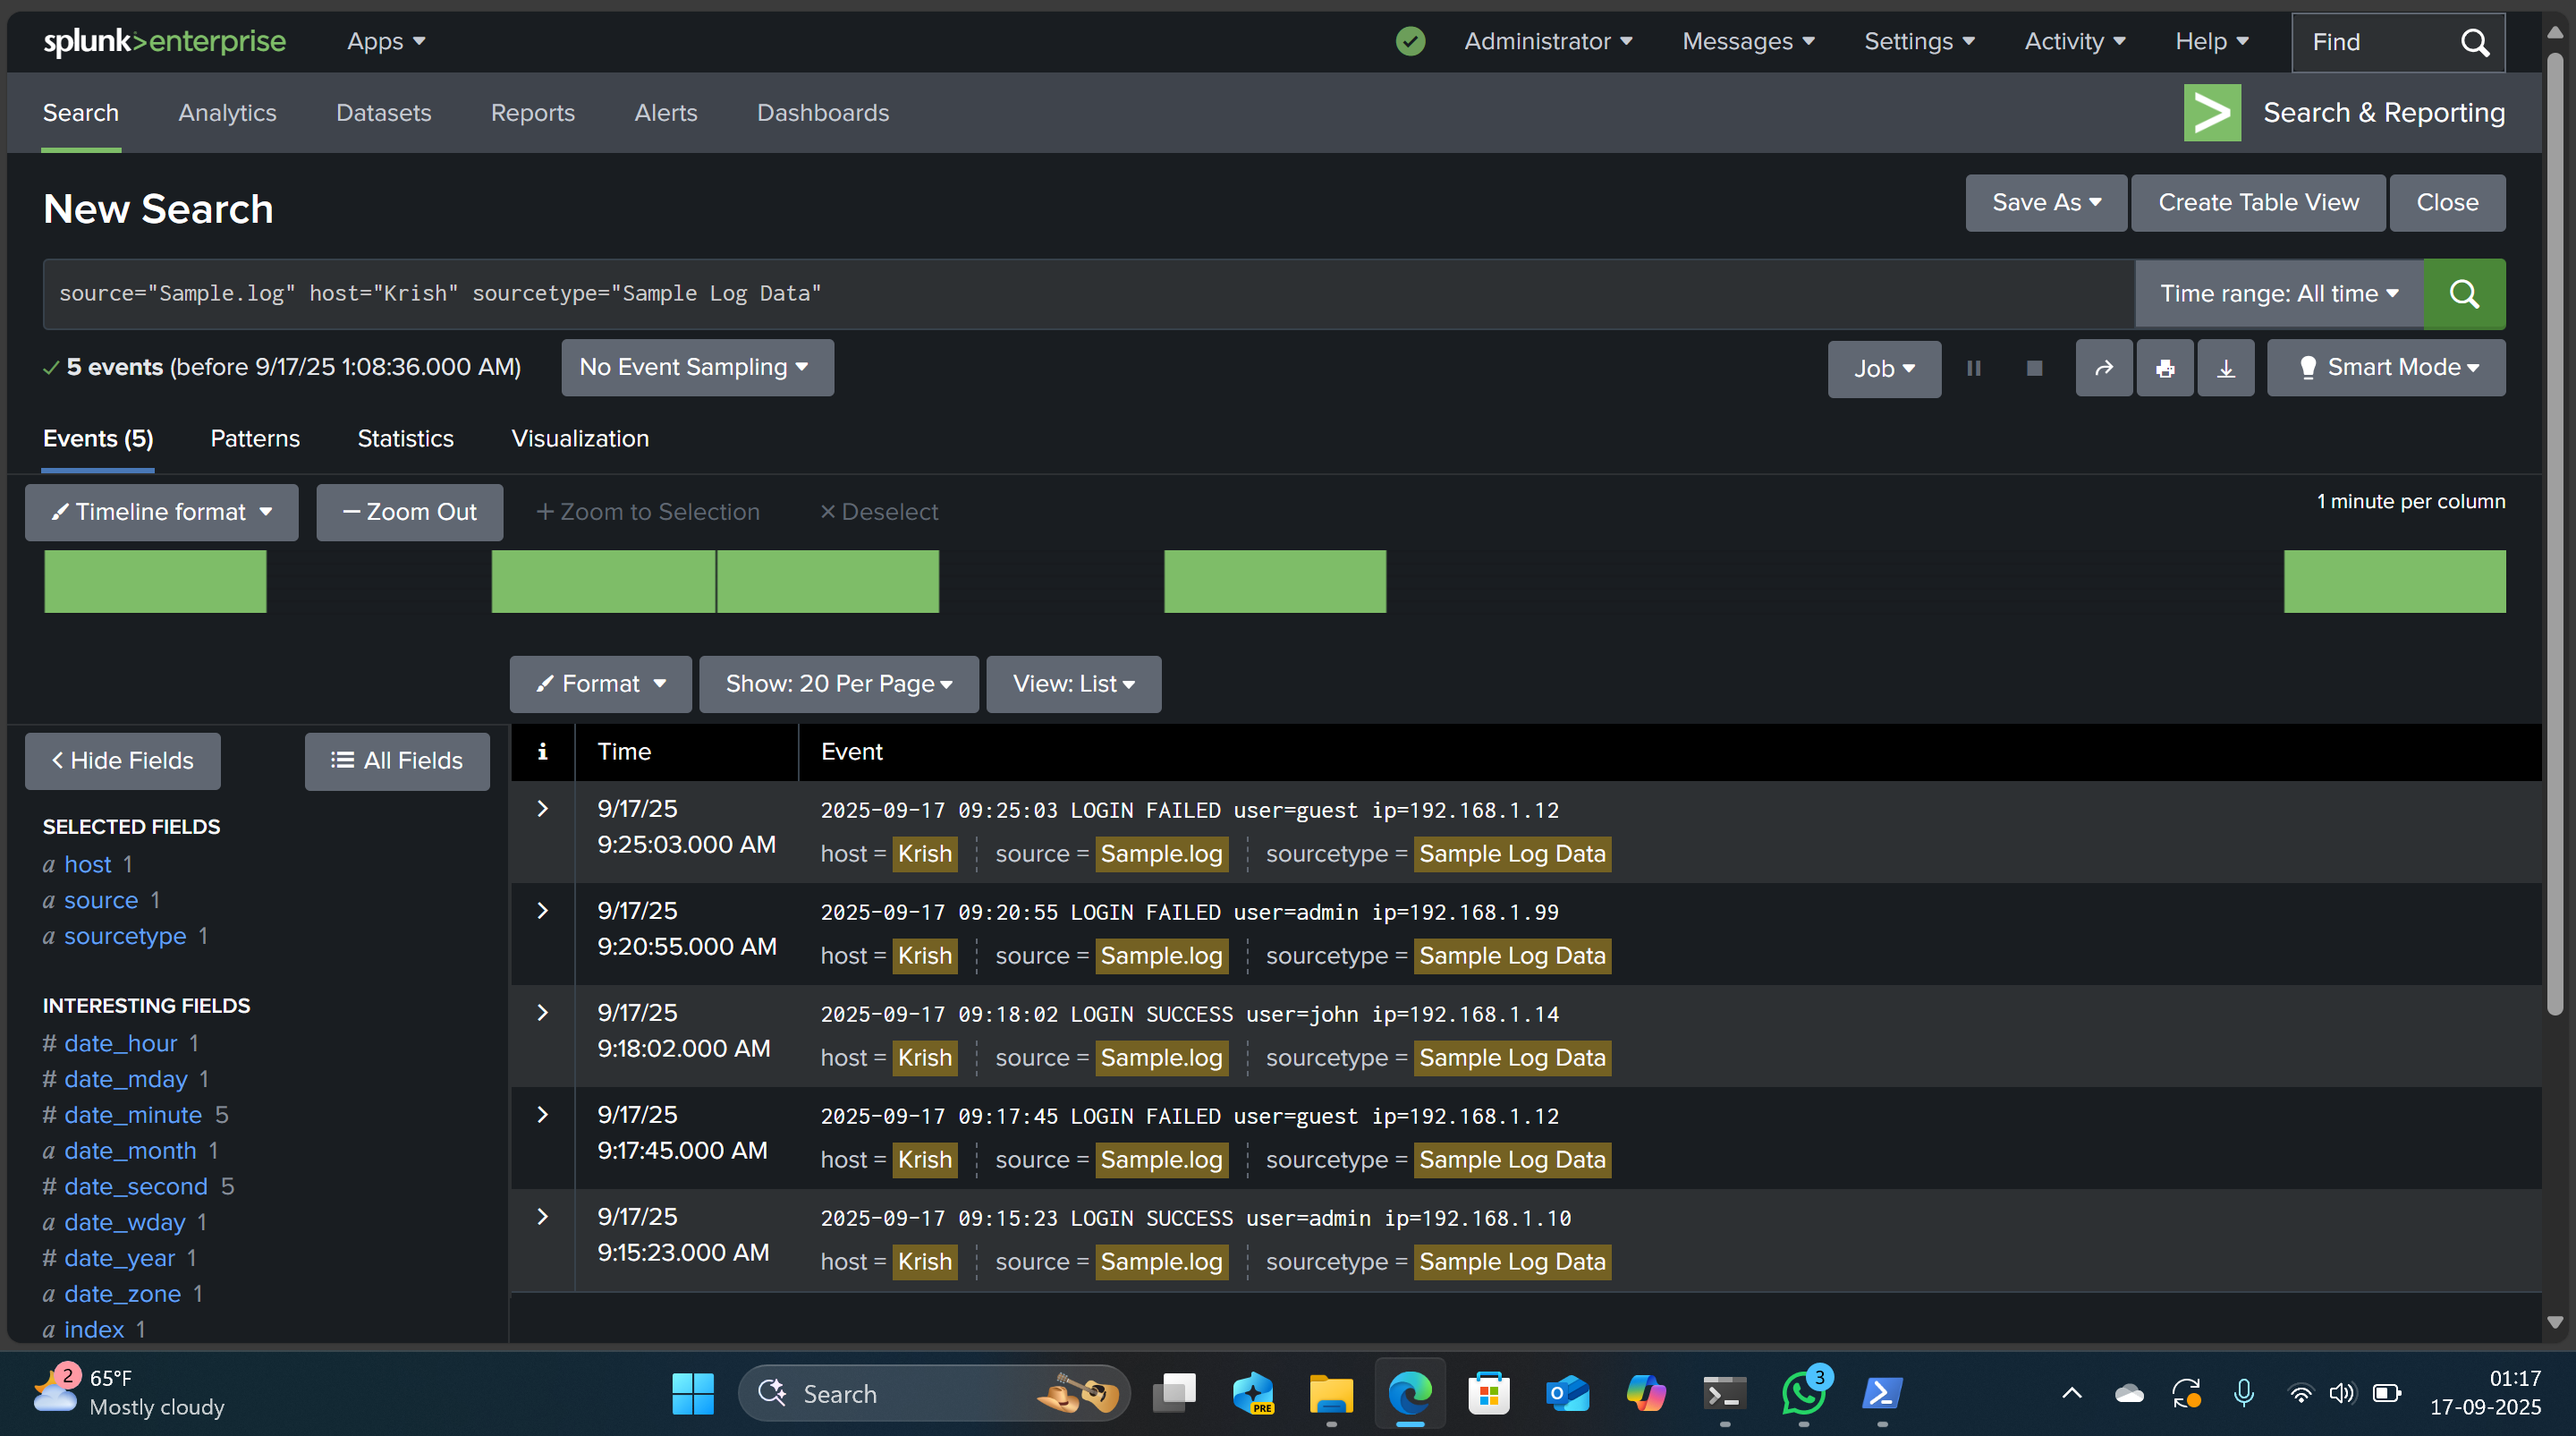 splunk>enterprise Apps Administrator Messages Settings Activity Help Find
Search Analytics Datasets Reports Alerts Dashboards Search & Reporting
New Search Save As Create Table View Close
source="Sample.log" host="Krish" sourcetype="Sample Log Data" Time range: All time
5 events (before 9/17/25 1:08:36.000 AM) No Event Sampling Job Smart Mode
Events (5) Patterns Statistics Visualization
Timeline format — Zoom Out + Zoom to Selection × Deselect 1 minute per column
Format Show: 20 Per Page View: List
< Hide Fields All Fields
SELECTED FIELDS
a host 1
a source 1
a sourcetype 1
INTERESTING FIELDS
# date_hour 1
# date_mday 1
# date_minute 5
a date_month 1
# date_second 5
a date_wday 1
# date_year 1
a date_zone 1
a index 1
i Time Event
9/17/25 2025-09-17 09:25:03 LOGIN FAILED user=guest ip=192.168.1.12
9:25:03.000 AM host = Krish source = Sample.log sourcetype = Sample Log Data
9/17/25 2025-09-17 09:20:55 LOGIN FAILED user=admin ip=192.168.1.99
9:20:55.000 AM host = Krish source = Sample.log sourcetype = Sample Log Data
9/17/25 2025-09-17 09:18:02 LOGIN SUCCESS user=john ip=192.168.1.14
9:18:02.000 AM host = Krish source = Sample.log sourcetype = Sample Log Data
9/17/25 2025-09-17 09:17:45 LOGIN FAILED user=guest ip=192.168.1.12
9:17:45.000 AM host = Krish source = Sample.log sourcetype = Sample Log Data
9/17/25 2025-09-17 09:15:23 LOGIN SUCCESS user=admin ip=192.168.1.10
9:15:23.000 AM host = Krish source = Sample.log sourcetype = Sample Log Data
2 65°F
Mostly cloudy
Search
PRE
3
01:17
17-09-2025